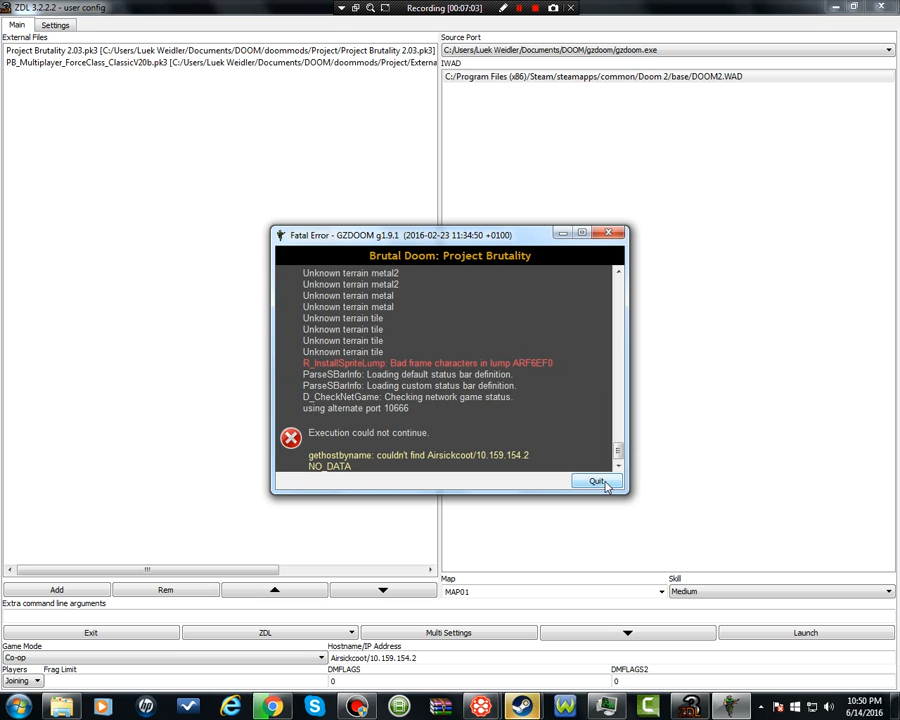 ZDL 3.2.2.2 - user config
Recording [00:07:03]
Main
Settings
External Files
Source Port
Project Brutality 2.03.pk3 [C:/Users/Luek Weidler/Documents/DOOM/doommods/Project/Project Brutality 2.03.pk3]
C:/Users/Luek Weidler/Documents/DOOM/gzdoom/gzdoom.exe
PB_Multiplayer_ForceClass_ClassicV20b.pk3 [C:/Users/Luek Weidler/Documents/DOOM/doommods/Project/Externa
IWAD
C:/Program Files (x86)/Steam/steamapps/common/Doom 2/base/DOOM2.WAD
Fatal Error - GZDOOM g1.9.1 (2016-02-23 11:34:50 +0100)
Brutal Doom: Project Brutality
Unknown terrain metal2
Unknown terrain metal2
Unknown terrain metal
Unknown terrain metal
Unknown terrain tile
Unknown terrain tile
Unknown terrain tile
Unknown terrain tile
R_InstallSpriteLump: Bad frame characters in lump ARF6EF0
ParseSBarInfo: Loading default status bar definition.
ParseSBarInfo: Loading custom status bar definition.
D_CheckNetGame: Checking network game status.
using alternate port 10666
Execution could not continue.
gethostbyname: couldn't find Airsickcoot/10.159.154.2
NO_DATA
Quit
Map
Skill
Add
Rem
MAP01
Medium
Extra command line arguments
Exit
ZDL
Multi Settings
Launch
Game Mode
Hostname/IP Address
Co-op
Airsickcoot/10.159.154.2
Players
Frag Limit
DMFLAGS
DMFLAGS2
Joining
0
0
10:50 PM
6/14/2016